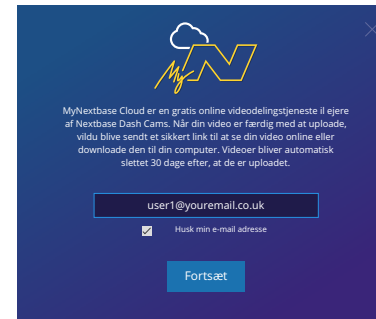 MyN
MyNextbase Cloud er en gratis online videodelingstjeneste il ejere
af Nextbase Dash Cams. Når din video er færdig med at uploade,
vildu blive sendt et sikkert link til at se din video online eller
downloade den til din computer. Videoer bliver automatisk
slettet 30 dage efter, at de er uploadet.
user1@youremail.co.uk
Husk min e-mail adresse
Fortsæt